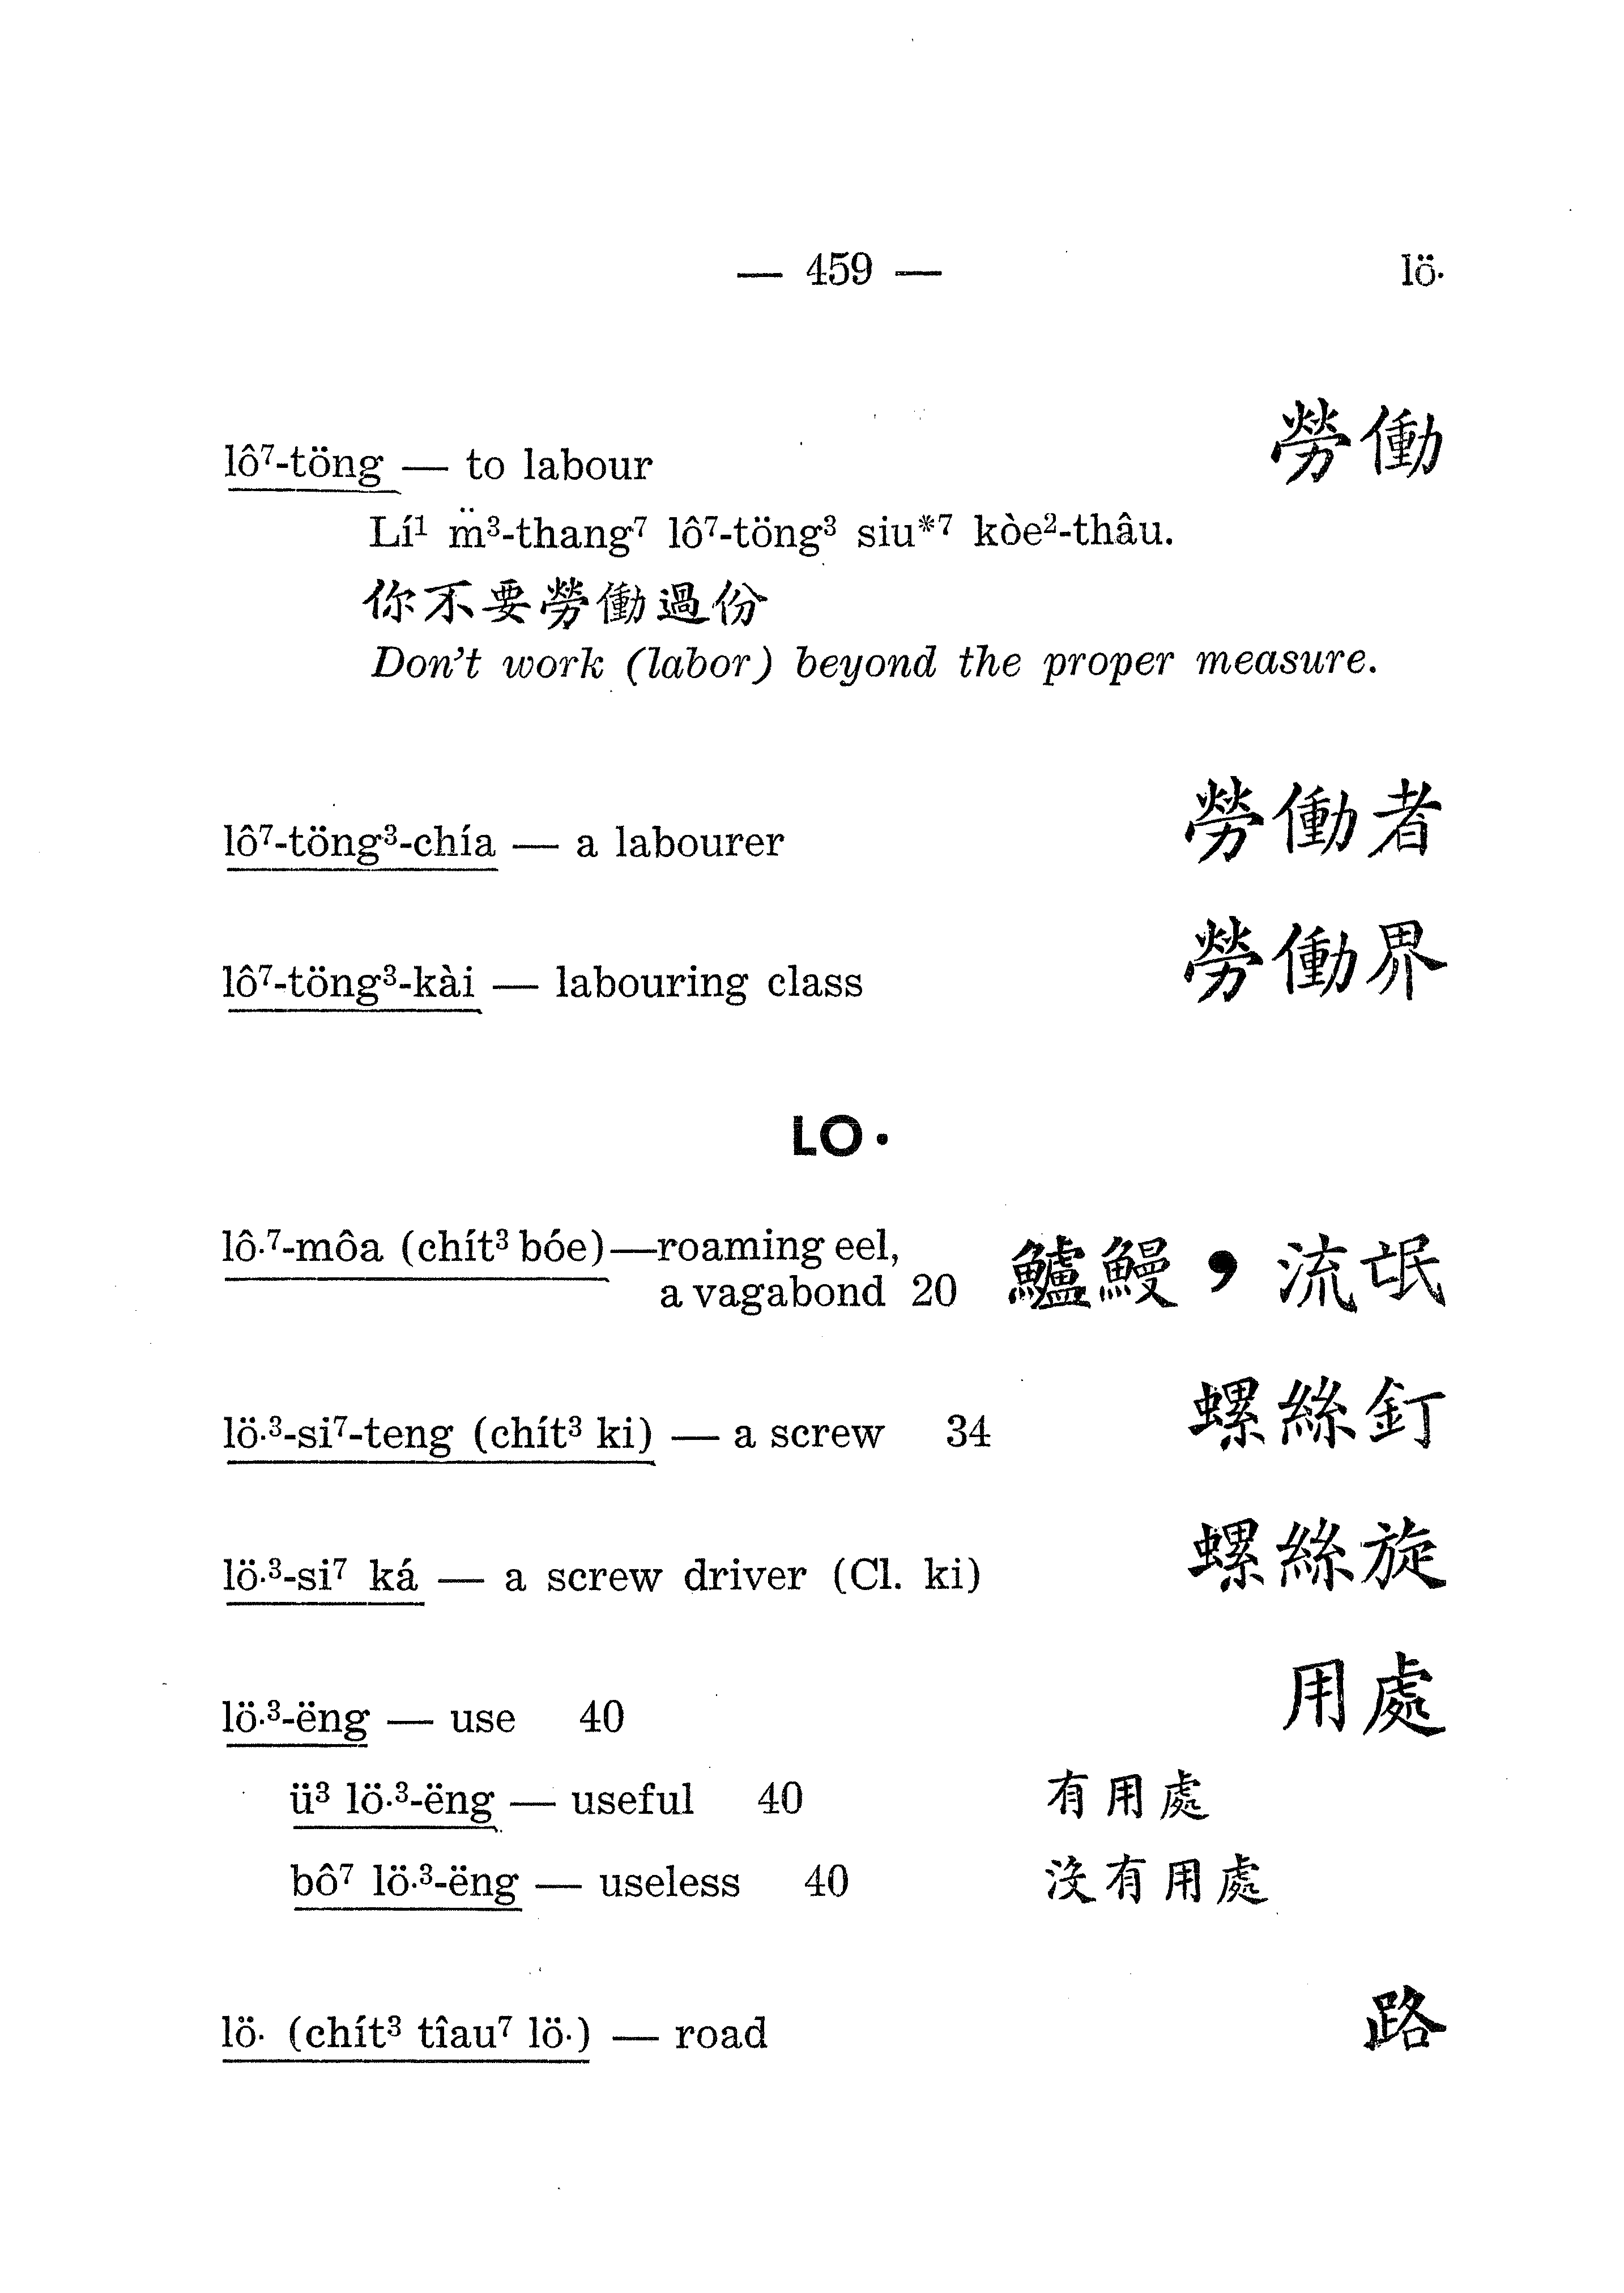 — 459 — lö·
lô⁷-töng — to labour 勞働
Lí¹ m̈³-thang⁷ lô⁷-töng³ siu*⁷ kòe²-thâu.
你不要勞働過份
Don't work (labor) beyond the proper measure.
lô⁷-töng³-chía — a labourer 勞働者
lô⁷-töng³-kài — labouring class 勞働界
LO·
lô·⁷-môa (chít³ bóe)—roaming eel, 鱸鰻，流氓
a vagabond 20
lö·³-si⁷-teng (chít³ ki) — a screw 34 螺絲釘
lö·³-si⁷ ká — a screw driver (Cl. ki) 螺絲旋
lö·³-ëng — use 40 用處
ü³ lö·³-ëng — useful 40 有用處
bô⁷ lö·³-ëng — useless 40 沒有用處
lö· (chít³ tîau⁷ lö·) — road 路